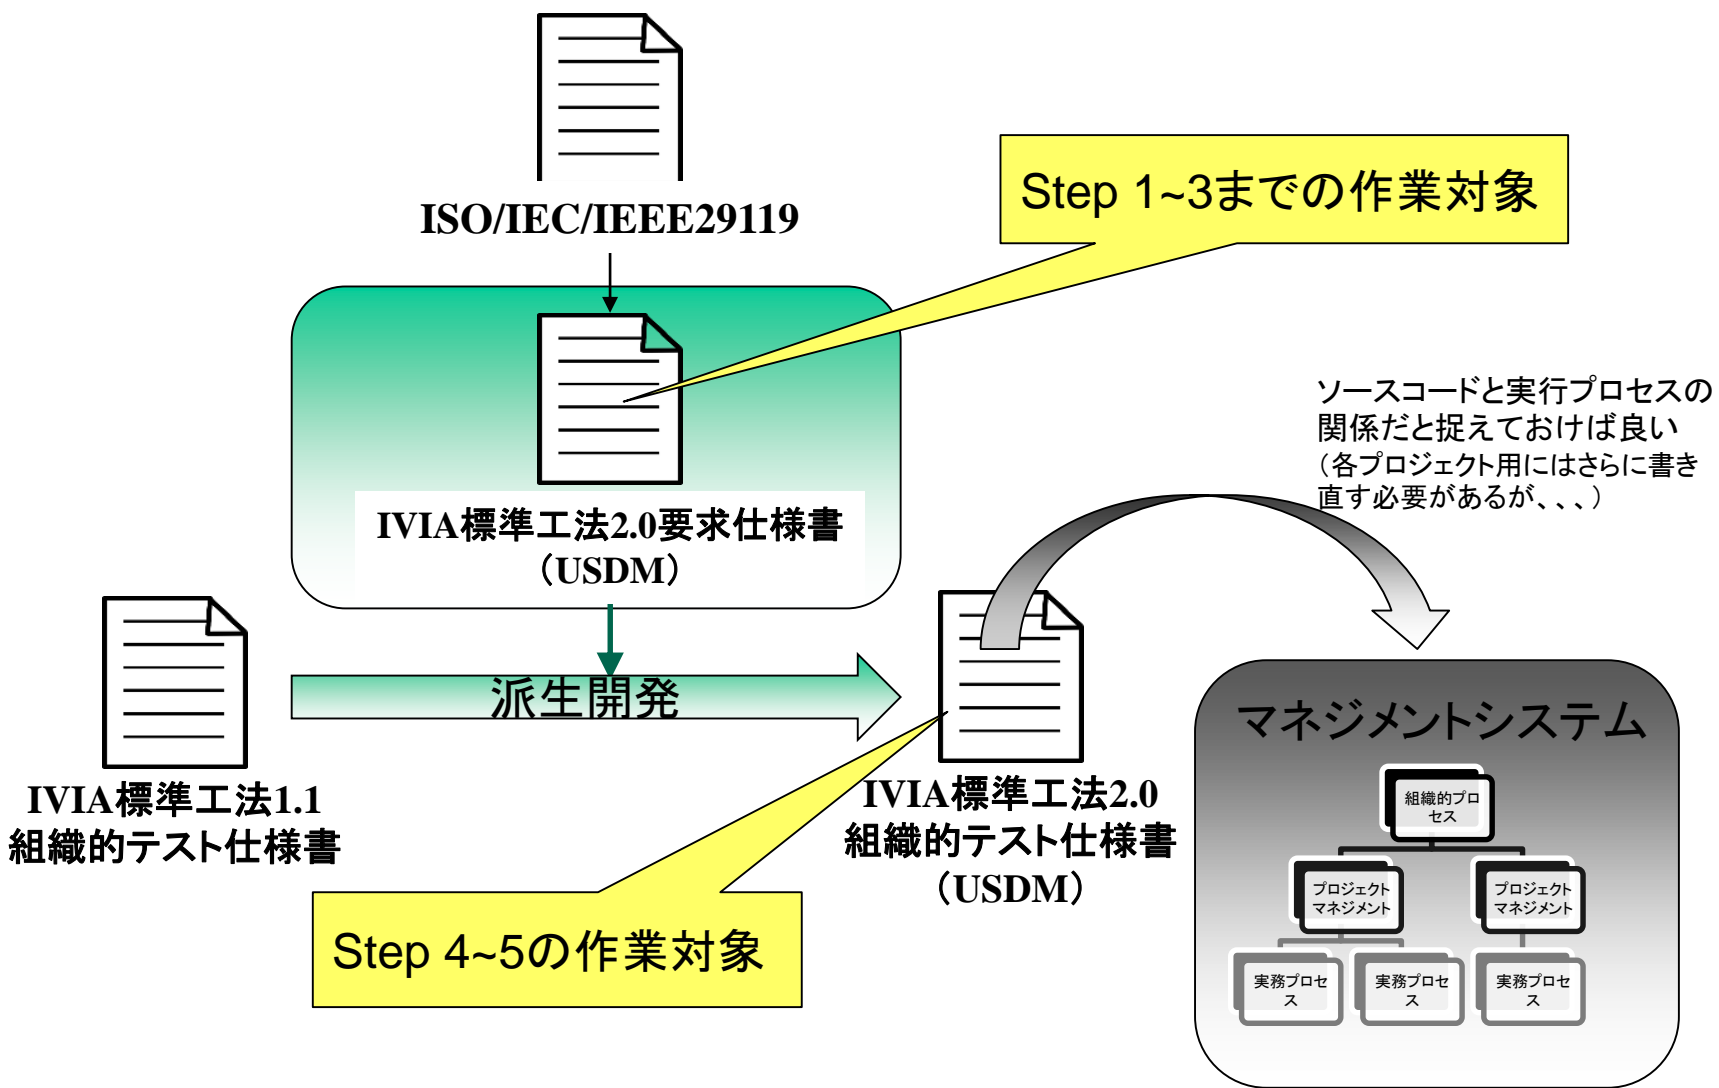 ISO/IEC/IEEE29119
Step 1~3までの作業対象
IVIA標準工法2.0要求仕様書
（USDM）
ソースコードと実行プロセスの
関係だと捉えておけば良い
（各プロジェクト用にはさらに書き
直す必要があるが、、、）
派生開発
IVIA標準工法1.1
組織的テスト仕様書
IVIA標準工法2.0
組織的テスト仕様書
（USDM）
Step 4~5の作業対象
マネジメントシステム
組織的プロ
セス
プロジェクト
マネジメント
プロジェクト
マネジメント
実務プロセ
ス
実務プロセ
ス
実務プロセ
ス